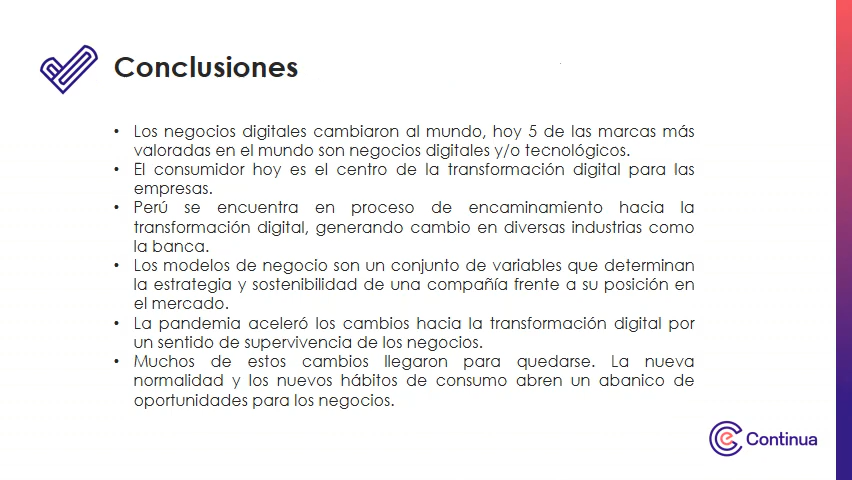 Conclusiones
• Los negocios digitales cambiaron al mundo, hoy 5 de las marcas más
valoradas en el mundo son negocios digitales y/o tecnológicos.
• El consumidor hoy es el centro de la transformación digital para las
empresas.
• Perú se encuentra en proceso de encaminamiento hacia la
transformación digital, generando cambio en diversas industrias como
la banca.
• Los modelos de negocio son un conjunto de variables que determinan
la estrategia y sostenibilidad de una compañía frente a su posición en
el mercado.
• La pandemia aceleró los cambios hacia la transformación digital por
un sentido de supervivencia de los negocios.
• Muchos de estos cambios llegaron para quedarse. La nueva
normalidad y los nuevos hábitos de consumo abren un abanico de
oportunidades para los negocios.
Continua